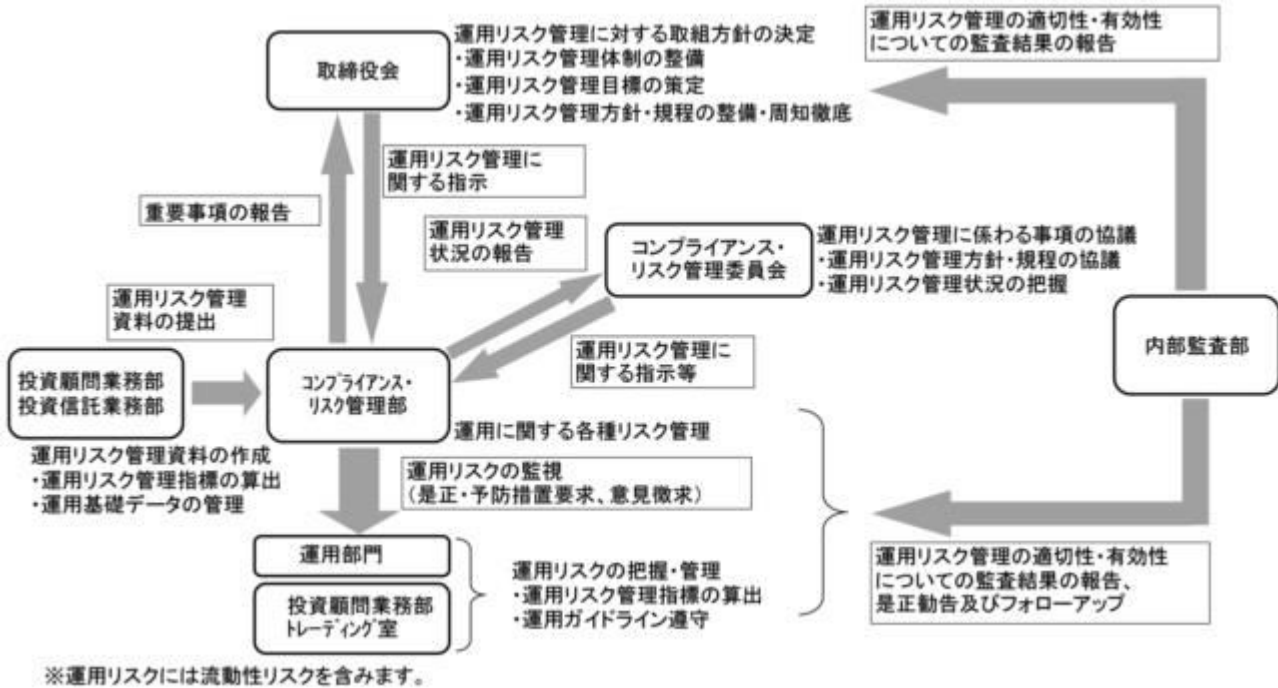 取締役会
運用リスク管理に対する取組方針の決定
・運用リスク管理体制の整備
・運用リスク管理目標の策定
・運用リスク管理方針・規程の整備・周知徹底
運用リスク管理の適切性・有効性
についての監査結果の報告
運用リスク管理に
関する指示
重要事項の報告
運用リスク管理
状況の報告
コンプライアンス・
リスク管理委員会
運用リスク管理に係わる事項の協議
・運用リスク管理方針・規程の協議
・運用リスク管理状況の把握
運用リスク管理
資料の提出
内部監査部
運用リスク管理に
関する指示等
投資顧問業務部
投資信託業務部
コンプライアンス・
リスク管理部
運用に関する各種リスク管理
運用リスク管理資料の作成
・運用リスク管理指標の算出
・運用基礎データの管理
運用リスクの監視
(是正・予防措置要求、意見徴求)
運用部門
投資顧問業務部
トレーディング室
運用リスクの把握・管理
・運用リスク管理指標の算出
・運用ガイドライン遵守
運用リスク管理の適切性・有効性
についての監査結果の報告、
是正勧告及びフォローアップ
※運用リスクには流動性リスクを含みます。